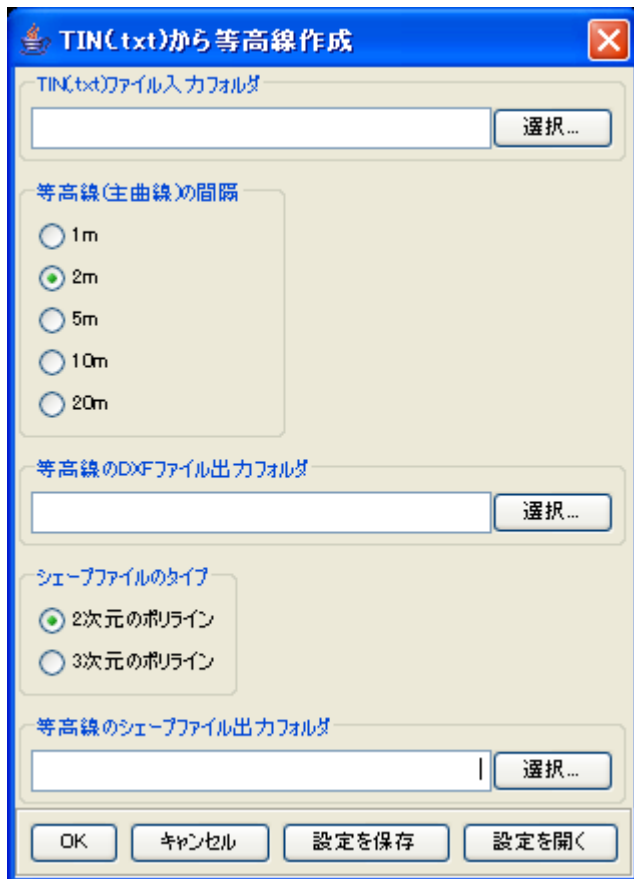 TIN(.txt)から等高線作成
TIN(.txt)ファイル入力フォルダ
選択...
等高線(主曲線)の間隔
1m
2m
5m
10m
20m
等高線のDXFファイル出力フォルダ
選択...
シェープファイルのタイプ
2次元のポリライン
3次元のポリライン
等高線のシェープファイル出力フォルダ
選択...
OK キャンセル 設定を保存 設定を開く